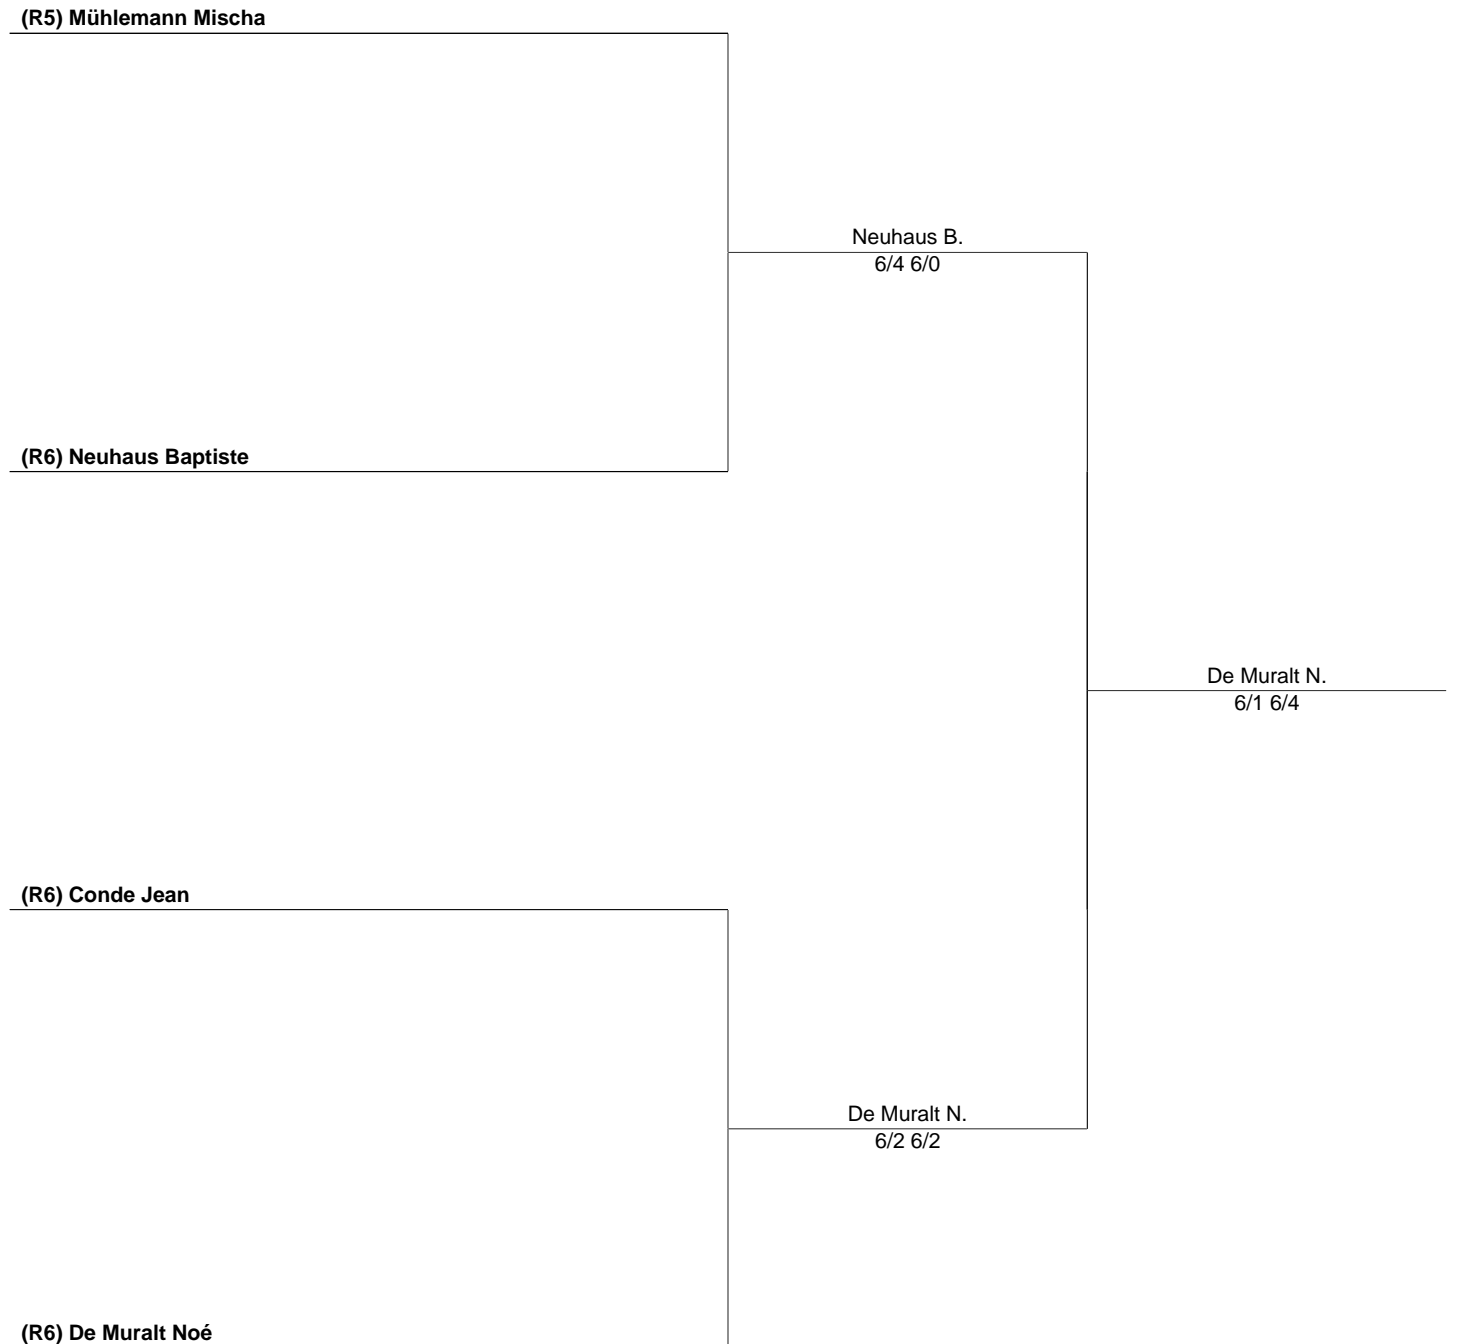 (R5) Mühlemann Mischa
Neuhaus B.
6/4 6/0
(R6) Neuhaus Baptiste
De Muralt N.
6/1 6/4
(R6) Conde Jean
De Muralt N.
6/2 6/2
(R6) De Muralt Noé